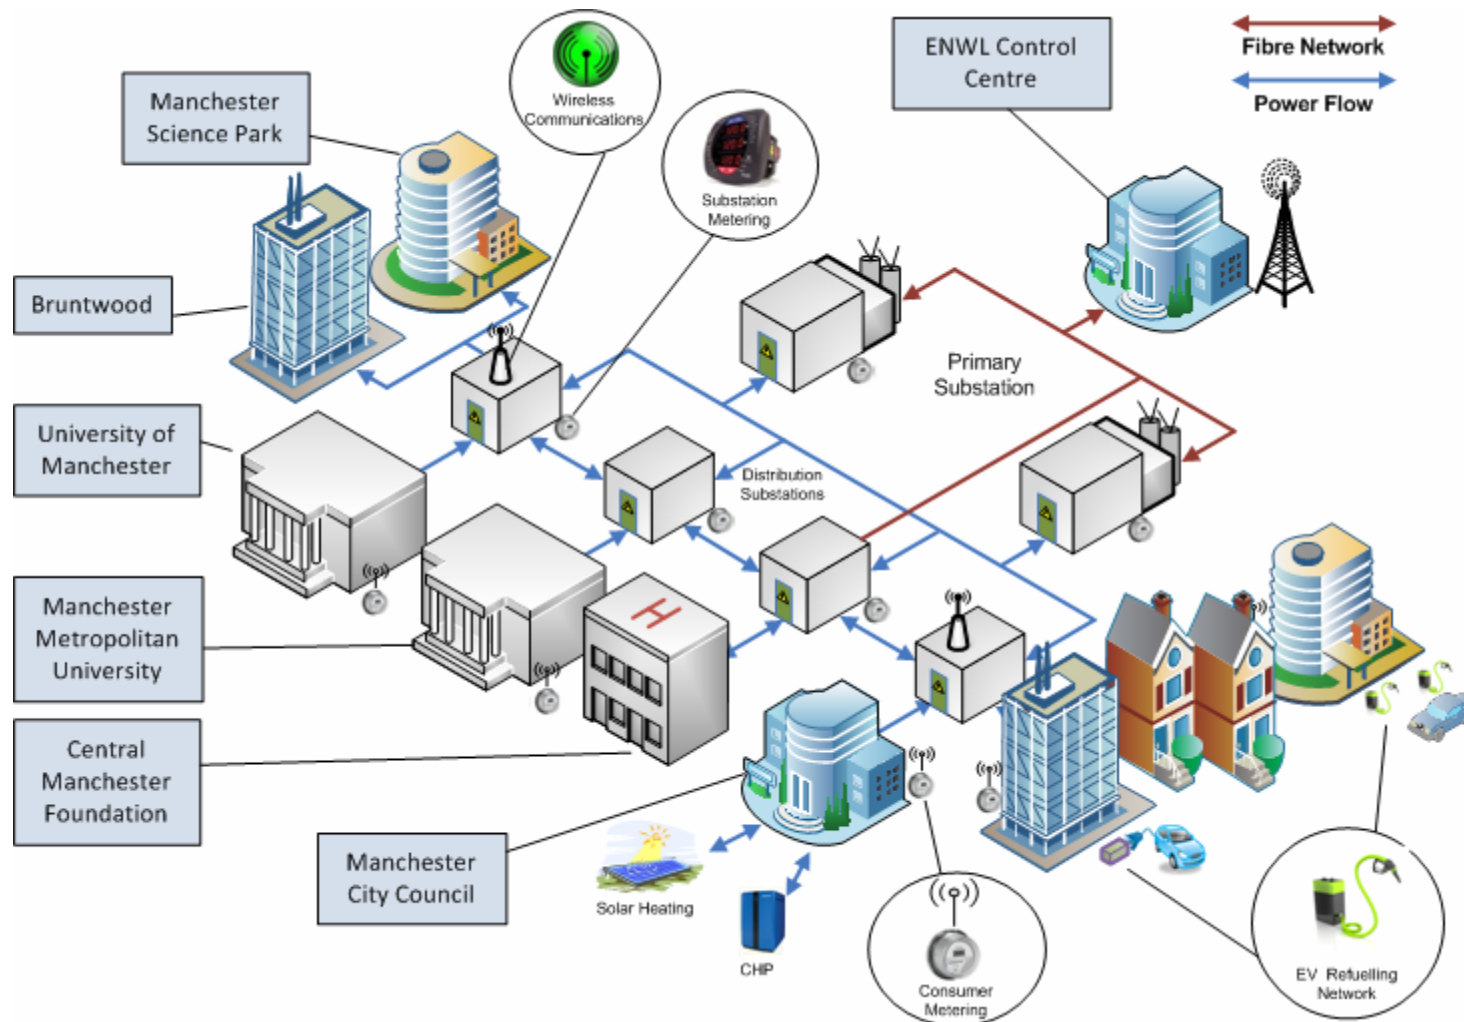 Wireless
Communications
ENWL Control
Centre
Fibre Network
Power Flow
Manchester
Science Park
Substation
Metering
Bruntwood
Primary
Substation
University of
Manchester
Distribution
Substations
Manchester
Metropolitan
University
H
Central
Manchester
Foundation
Manchester
City Council
Solar Heating
CHP
Consumer
Metering
EV Refuelling
Network